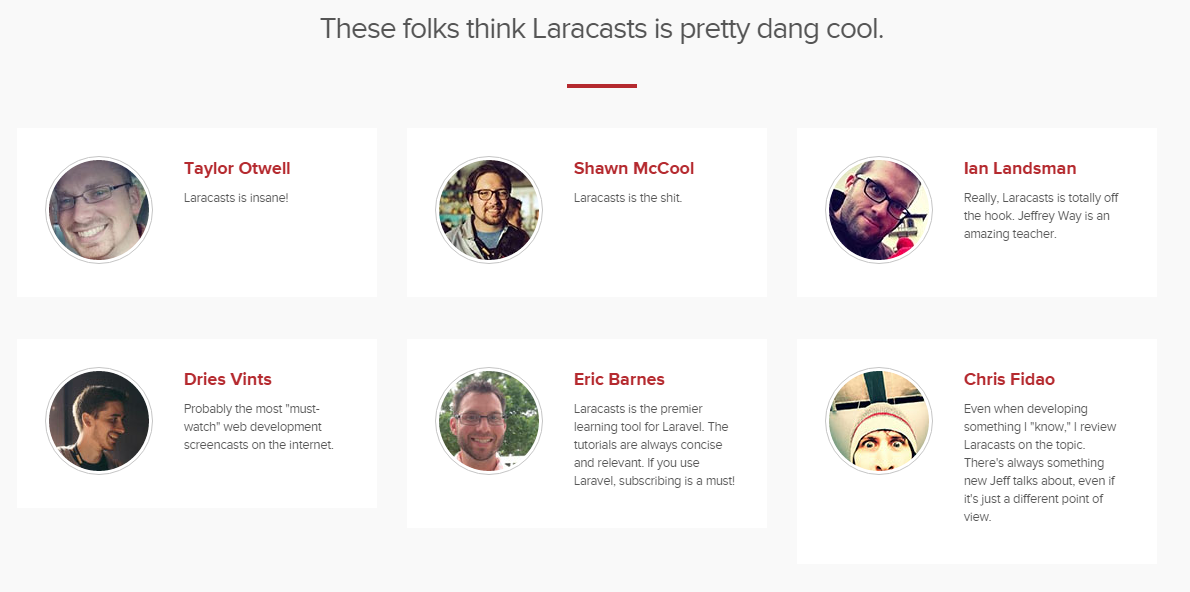 These folks think Laracasts is pretty dang cool.
Taylor Otwell
Laracasts is insane!
Shawn McCool
Laracasts is the shit.
Ian Landsman
Really, Laracasts is totally off
the hook. Jeffrey Way is an
amazing teacher.
Dries Vints
Probably the most "must-
watch" web development
screencasts on the internet.
Eric Barnes
Laracasts is the premier
learning tool for Laravel. The
tutorials are always concise
and relevant. If you use
Laravel, subscribing is a must!
Chris Fidao
Even when developing
something I "know," I review
Laracasts on the topic.
There's always something
new Jeff talks about, even if
it's just a different point of
view.